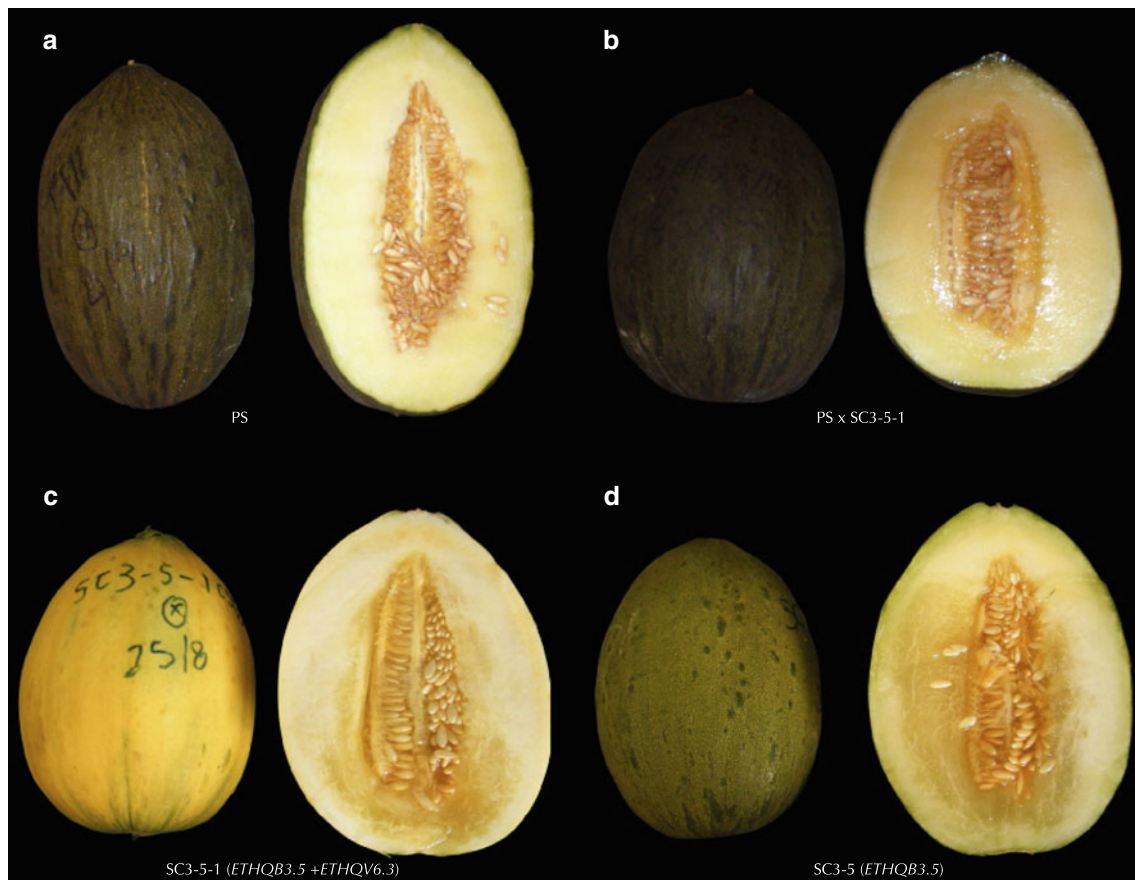 a
b
PS
PS x SC3-5-1
c
d
SC3-5-1
25/8
SC3-5-1 (ETHQB3.5 +ETHQV6.3)
SC3-5 (ETHQB3.5)